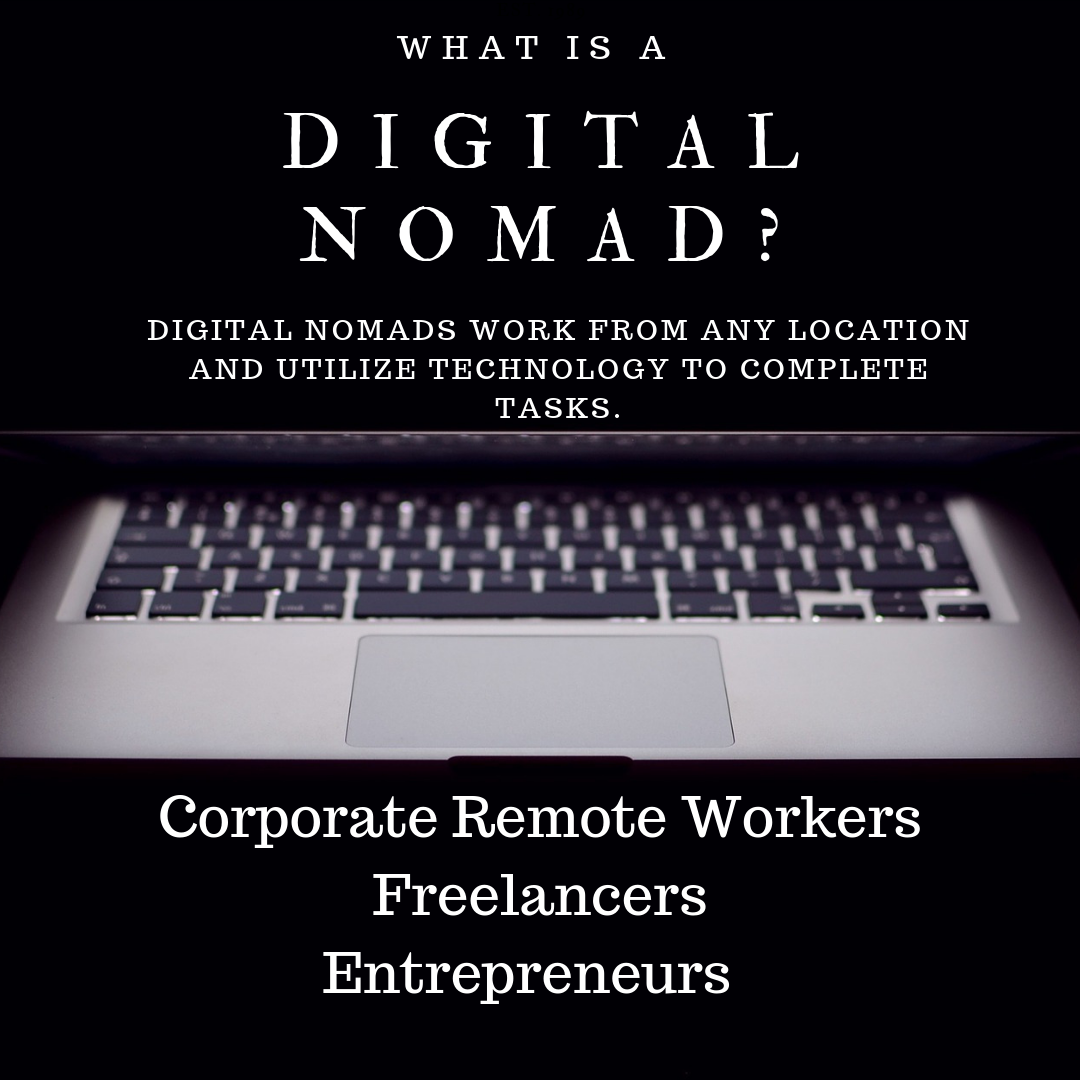 WHAT IS A
DIGITAL
NOMAD?
DIGITAL NOMADS WORK FROM ANY LOCATION
AND UTILIZE TECHNOLOGY TO COMPLETE
TASKS.
Corporate Remote Workers
Freelancers
Entrepreneurs